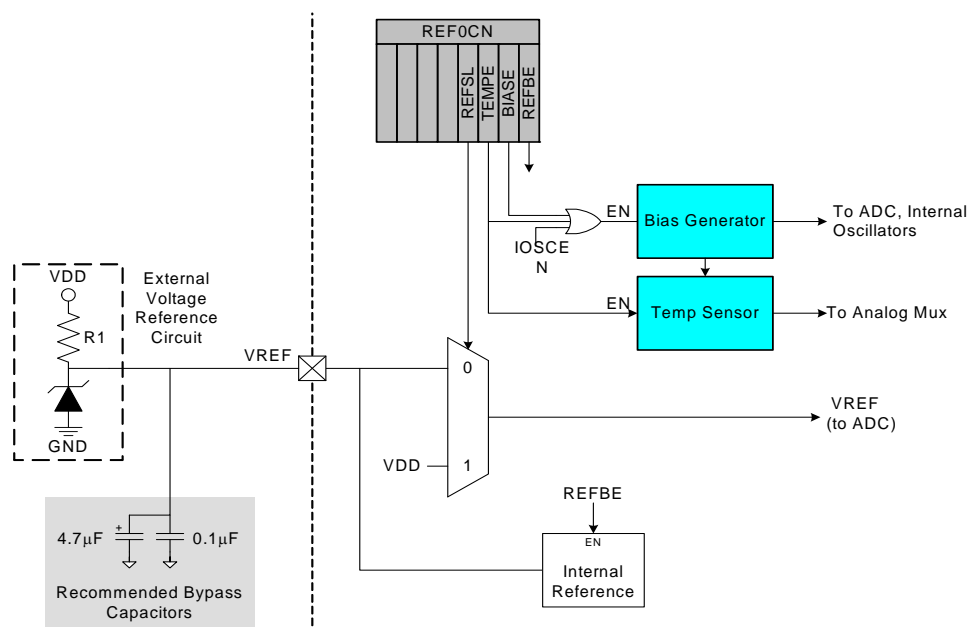 REF0CN
REFSL
TEMPE
BIASE
REFBE
EN
Bias Generator
To ADC, Internal
Oscillators
IOSCE
N
EN
Temp Sensor
To Analog Mux
VDD
R1
GND
External
Voltage
Reference
Circuit
VREF
0
1
VDD
VREF
(to ADC)
REFBE
EN
Internal
Reference
4.7µF
+
0.1µF
Recommended Bypass
Capacitors